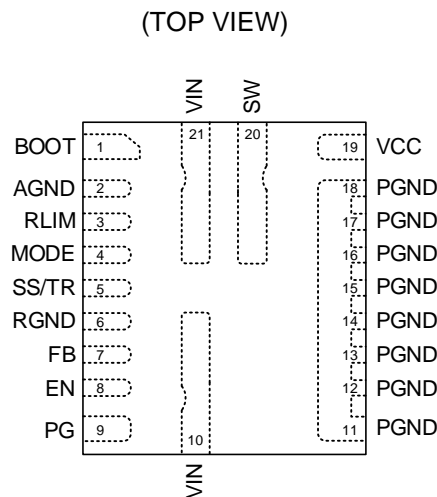 (TOP VIEW)
VIN SW
21 20
BOOT 1 19 VCC
AGND 2 18 PGND
RLIM 3 17 PGND
MODE 4 16 PGND
SS/TR 5 15 PGND
RGND 6 14 PGND
FB 7 13 PGND
EN 8 12 PGND
PG 9 11 PGND
10
VIN